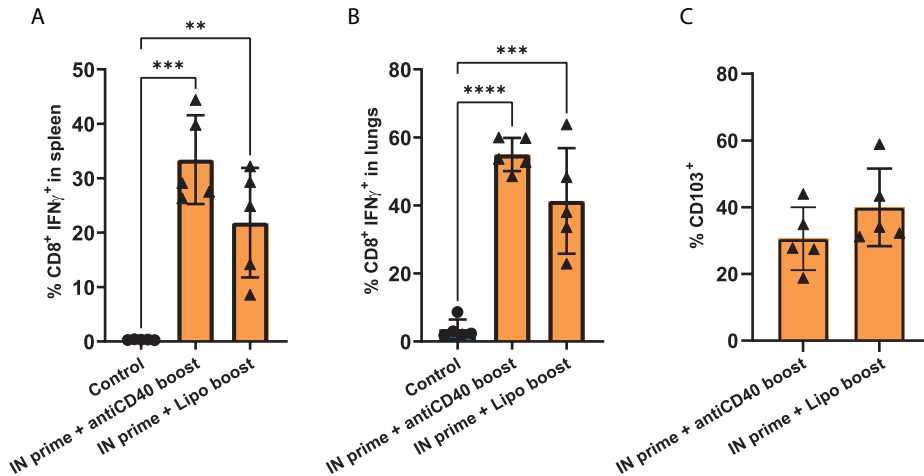 A
% CD8⁺ IFNγ⁺ in spleen
50
40
30
20
10
0
**
***
Control
IN prime + antiCD40 boost
IN prime + Lipo boost
B
% CD8⁺ IFNγ⁺ in lungs
80
60
40
20
0
***
****
Control
IN prime + antiCD40 boost
IN prime + Lipo boost
C
% CD103⁺
80
60
40
20
0
IN prime + antiCD40 boost
IN prime + Lipo boost